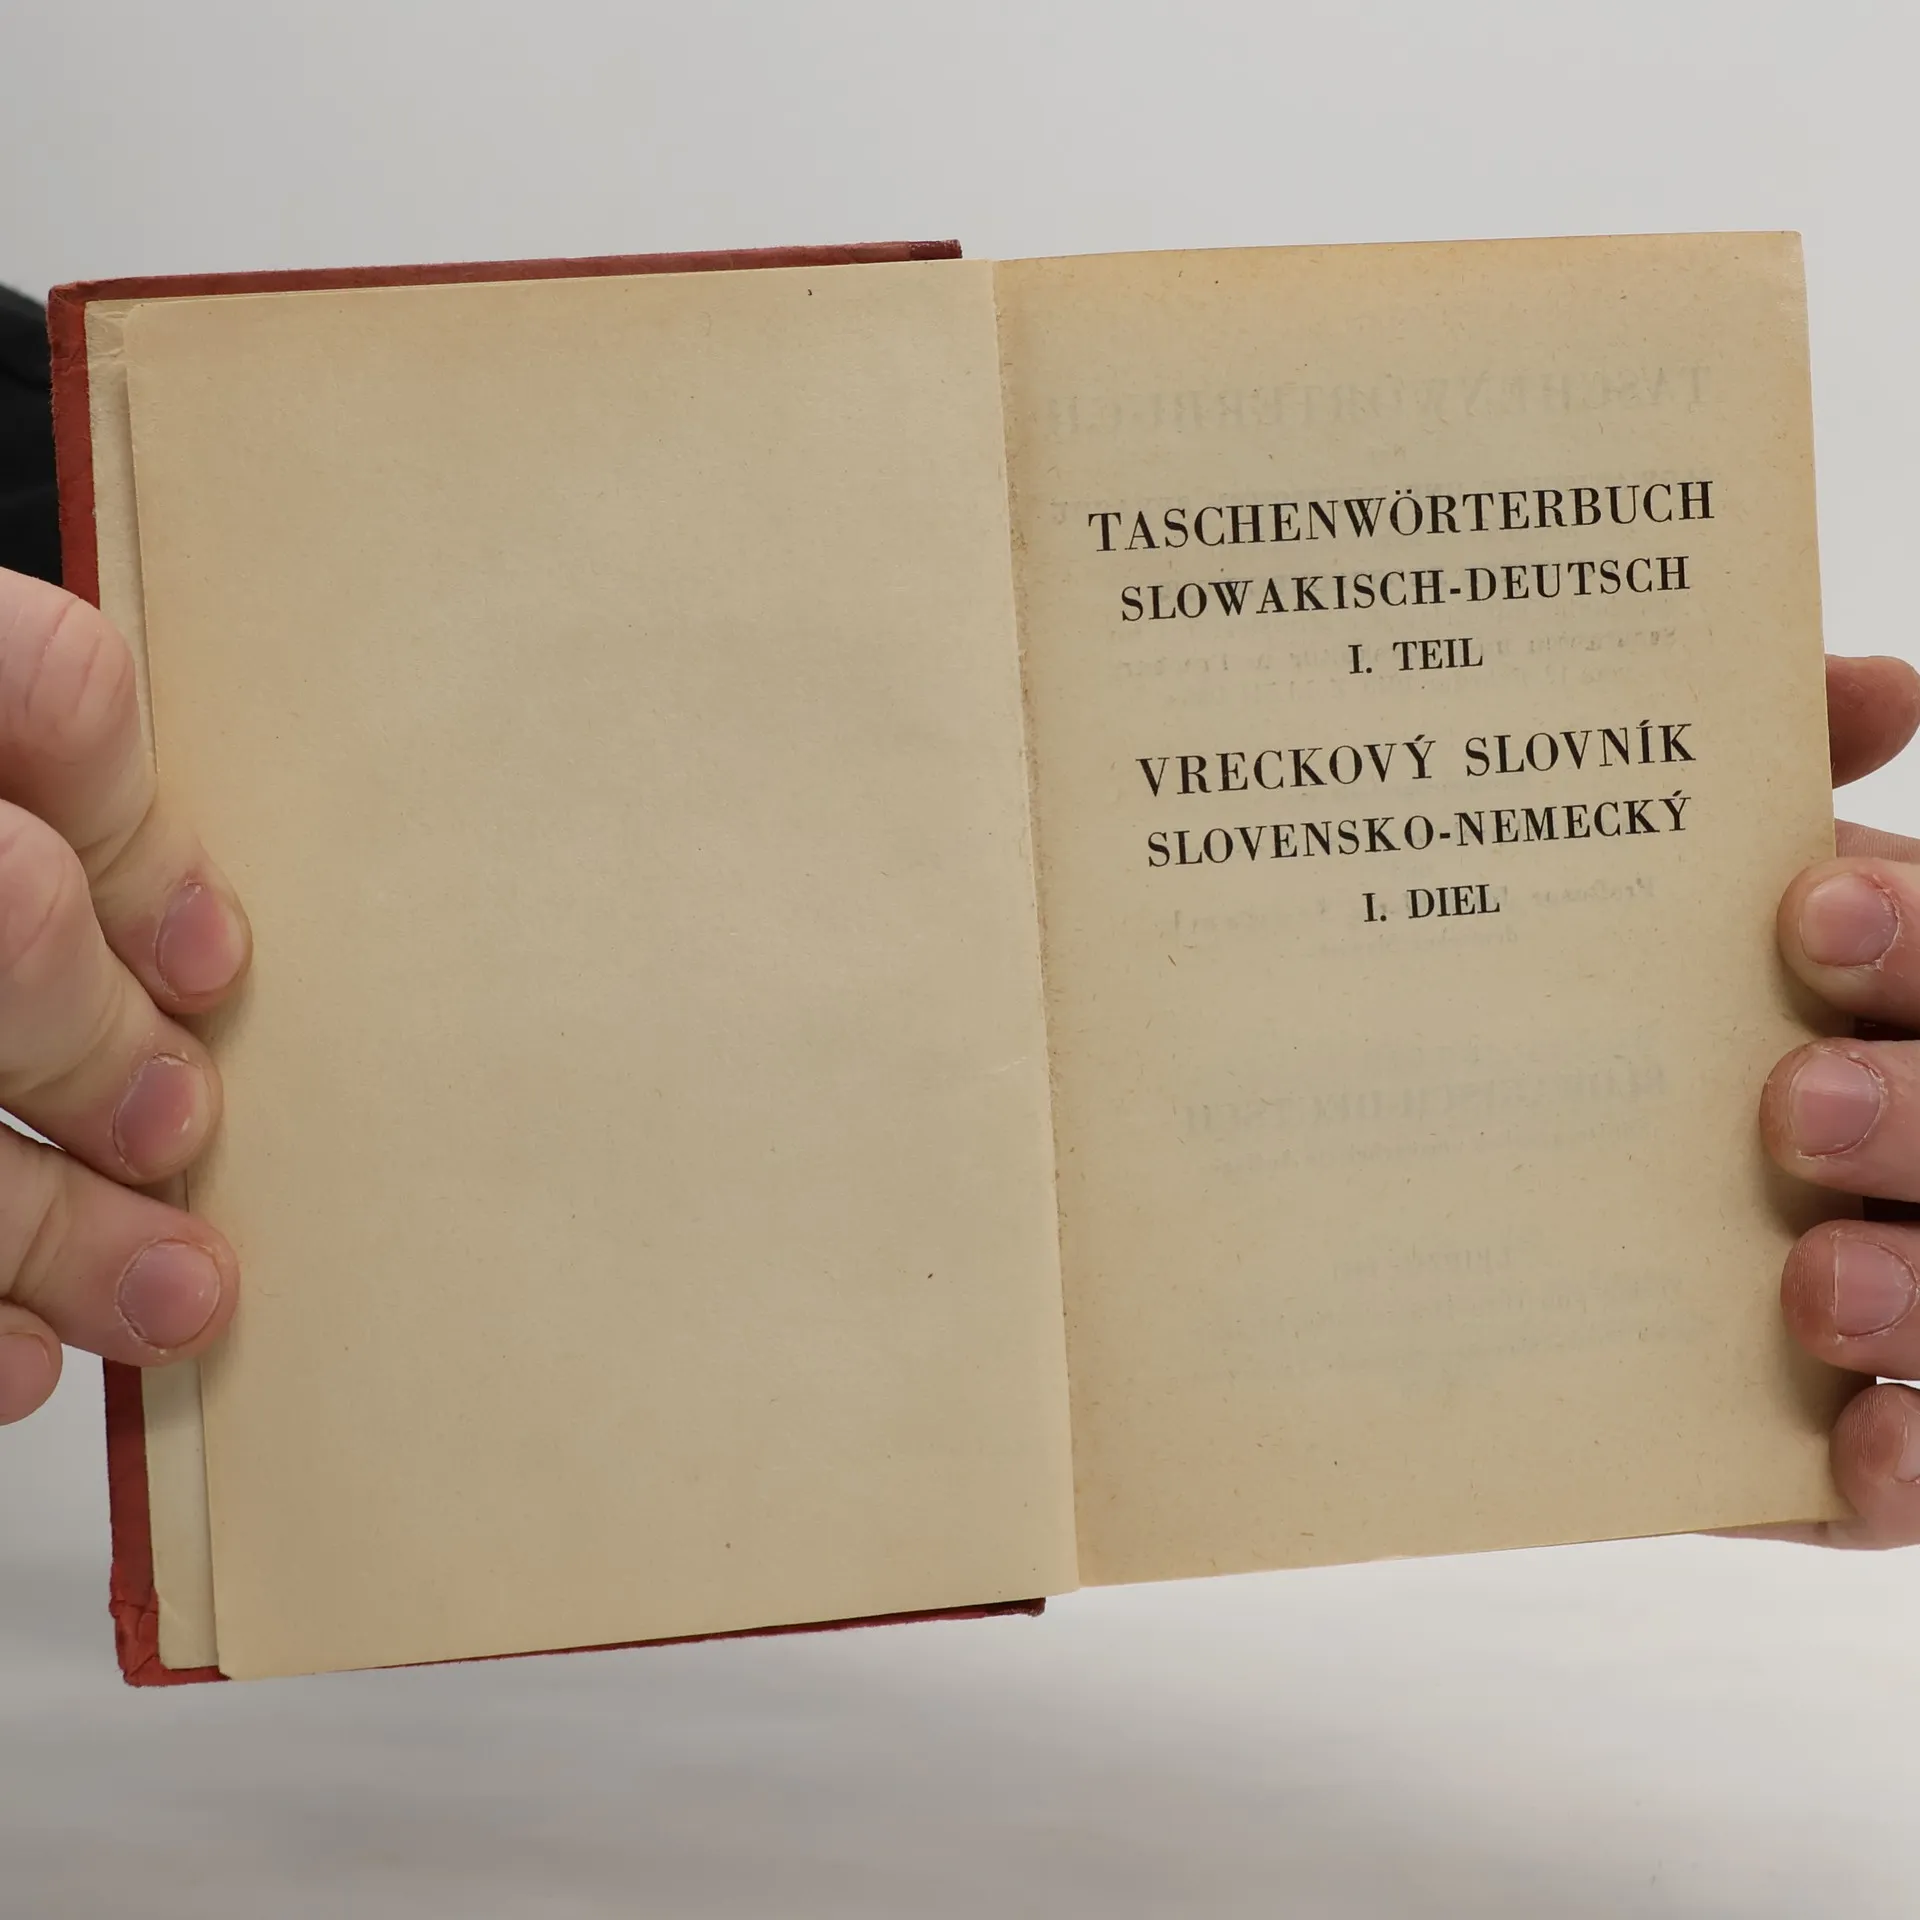 TASCHENWÖRTERBUCH
SLOWAKISCH-DEUTSCH
I. TEIL
VRECKOVÝ SLOVNÍK
SLOVENSKO-NEMECKÝ
I. DIEL